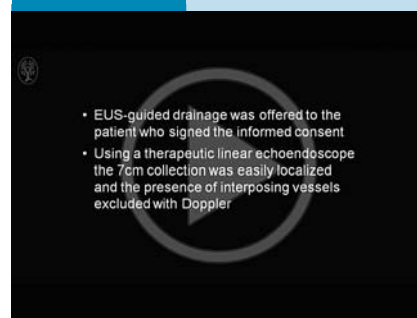 • EUS-guided drainage was offered to the
patient who signed the informed consent
• Using a therapeutic linear echoendoscope
the 7cm collection was easily localized
and the presence of interposing vessels
excluded with Doppler